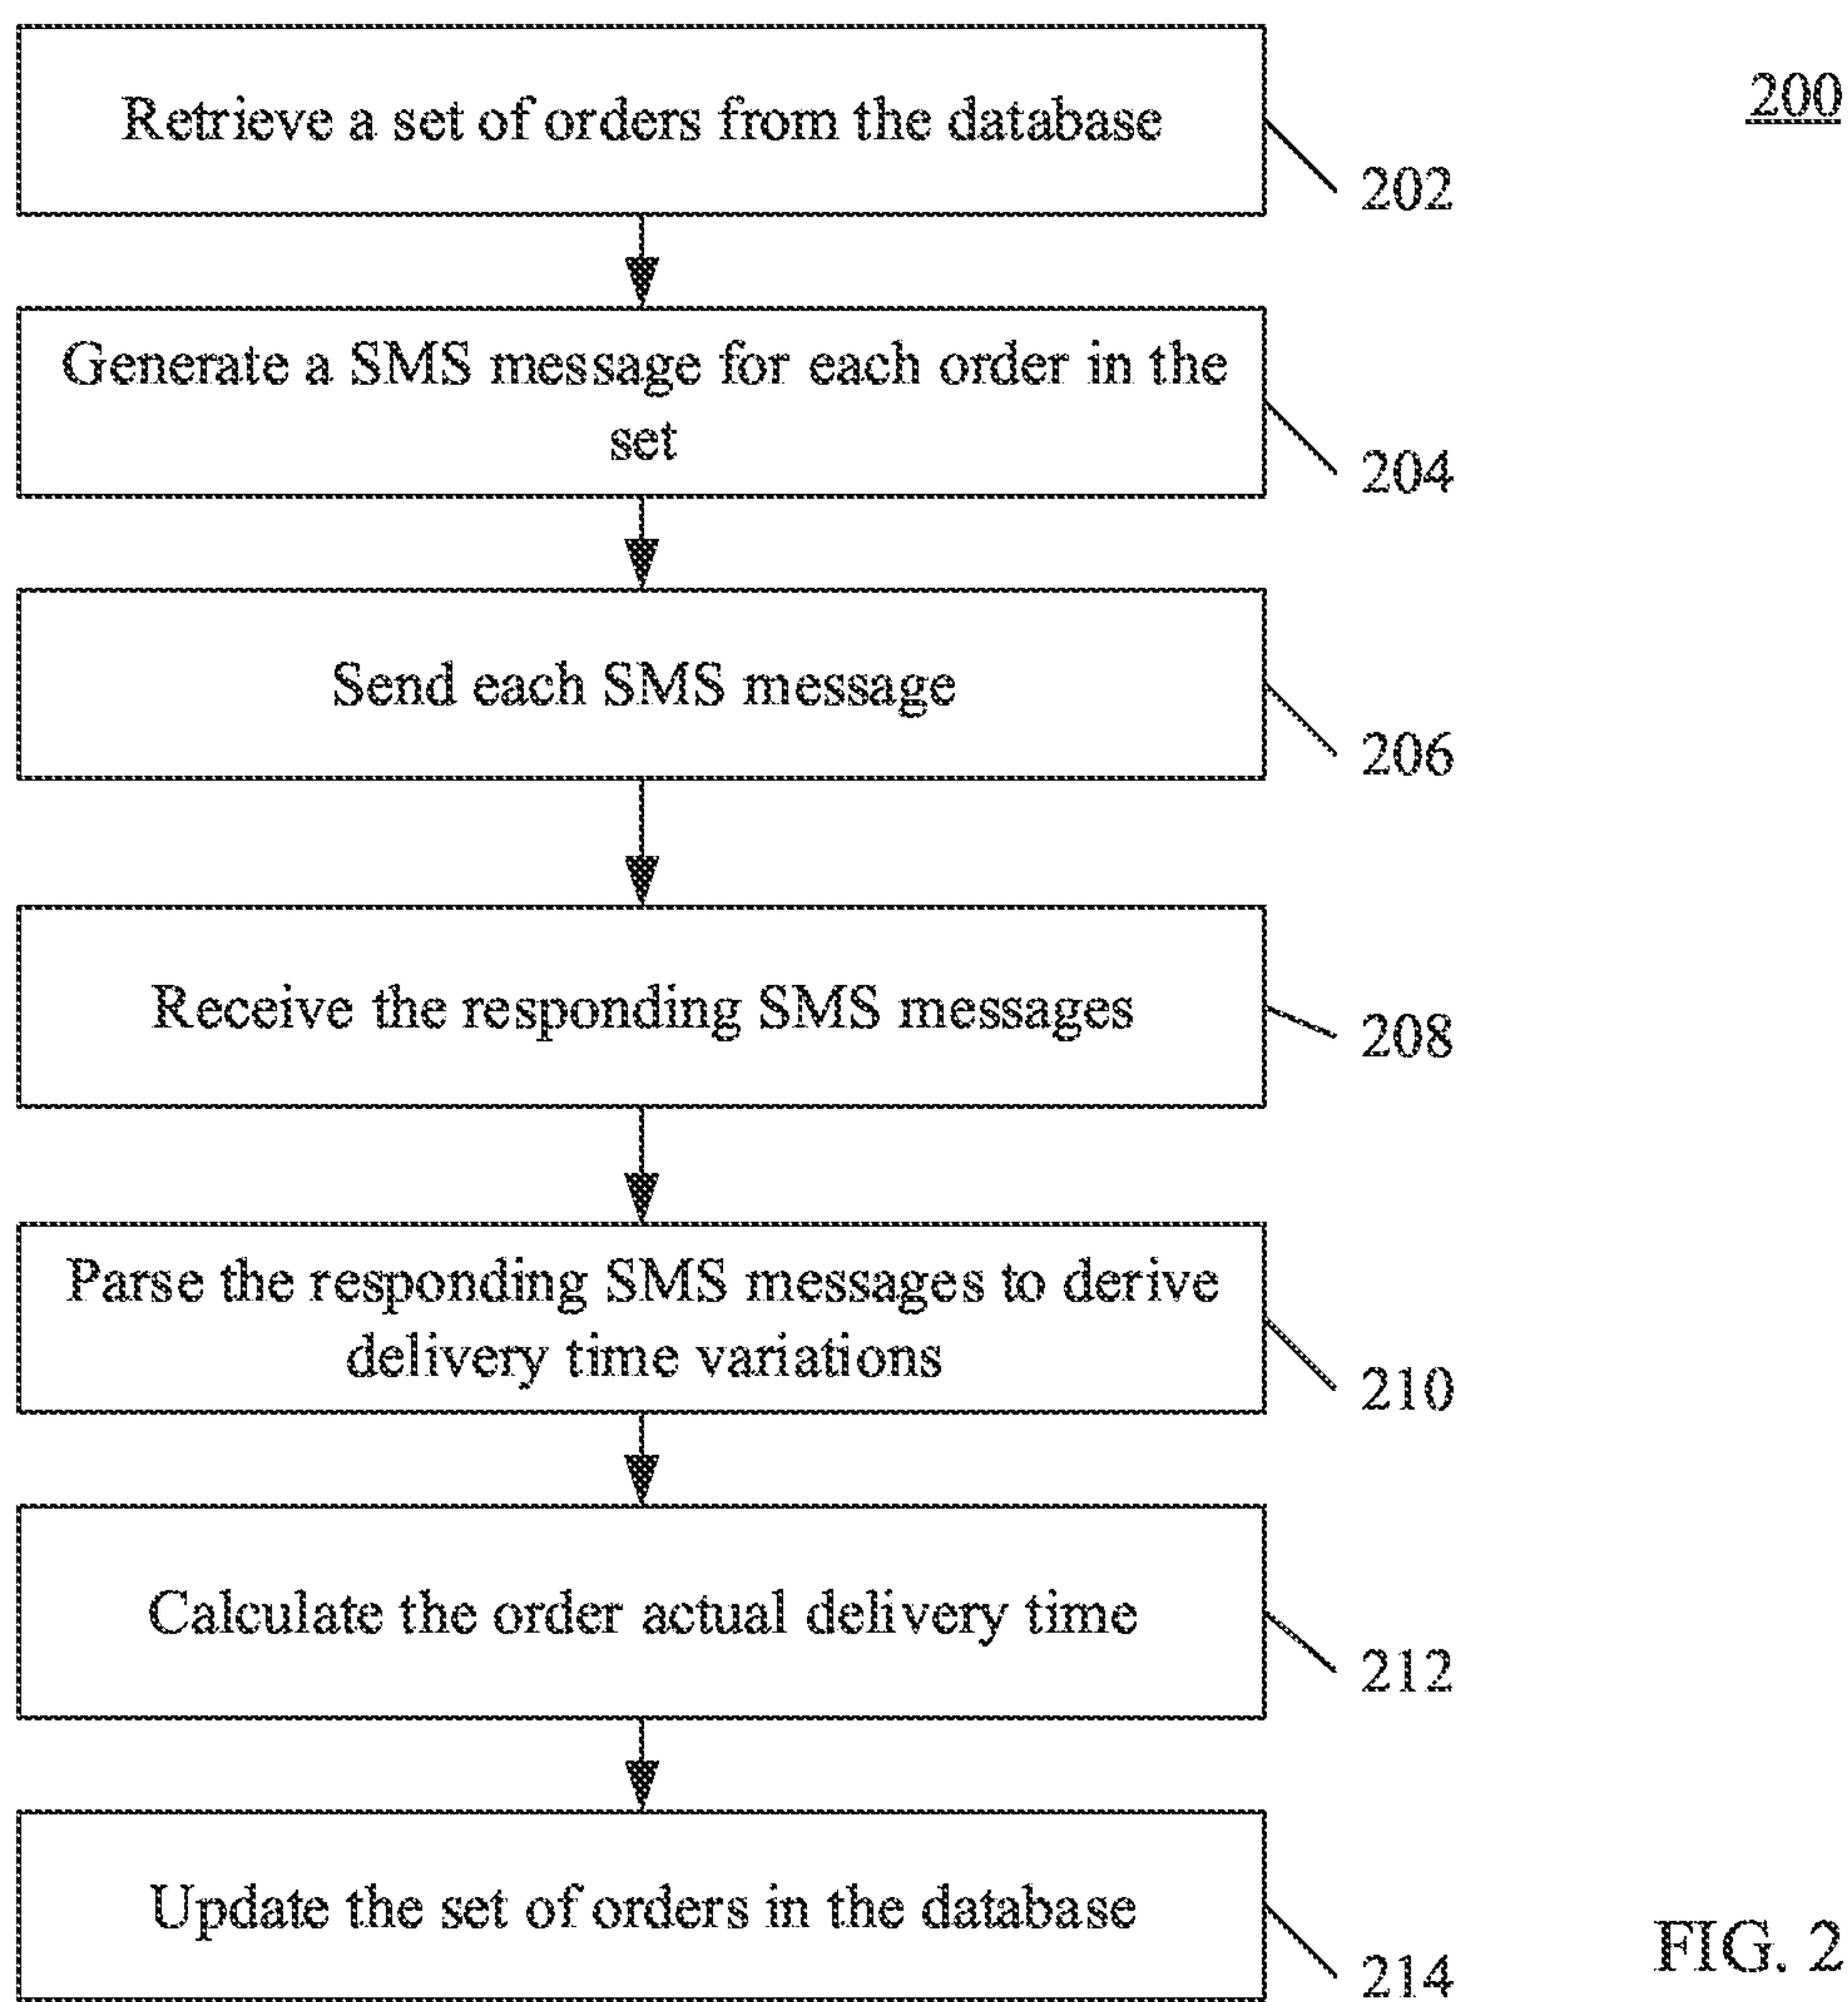 200
Retrieve a set of orders from the database
202
Generate a SMS message for each order in the
set
204
Send each SMS message
206
Receive the responding SMS messages
208
Parse the responding SMS messages to derive
delivery time variations
210
Calculate the order actual delivery time
212
Update the set of orders in the database
214
FIG. 2